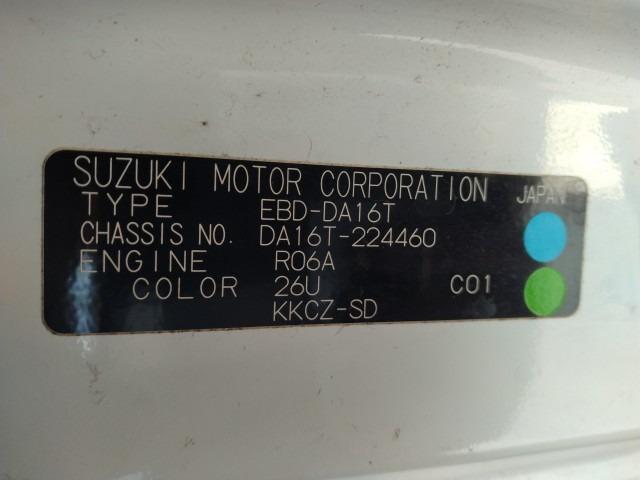 SUZUKI MOTOR CORPORATION JAPAN
TYPE EBD-DA16T
CHASSIS NO. DA16T-224460
ENGINE R06A
COLOR 26U C01
KKCZ-SD